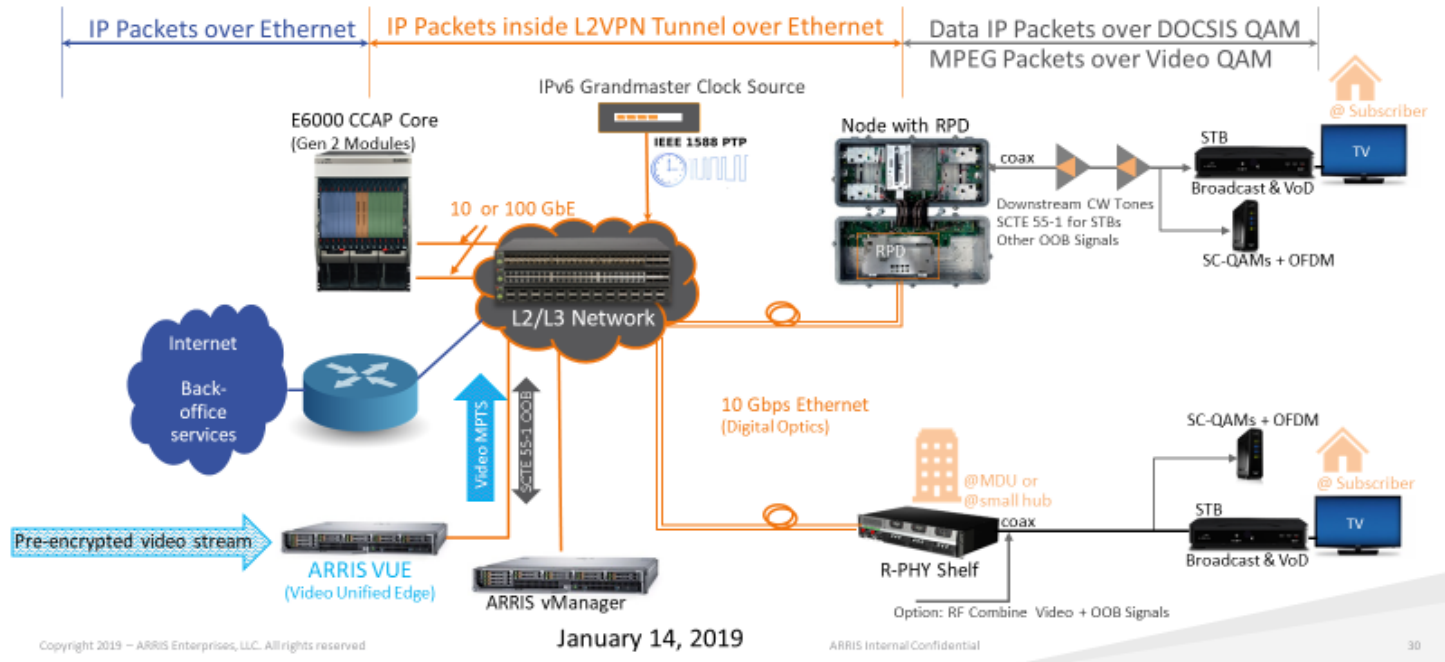 IP Packets over Ethernet
IP Packets inside L2VPN Tunnel over Ethernet
Data IP Packets over DOCSIS QAM
MPEG Packets over Video QAM
IPv6 Grandmaster Clock Source
E6000 CCAP Core
(Gen 2 Modules)
IEEE 1588 PTP
Node with RPD
@ Subscriber
STB
TV
coax
Broadcast & VoD
10 or 100 GbE
Downstream CW Tones
SCTE 55-1 for STBs
Other OOB Signals
RPD
SC-QAMs + OFDM
L2/L3 Network
Internet
Back-
office
services
Video MPTS
SCTE 55-1 OOB
10 Gbps Ethernet
(Digital Optics)
SC-QAMs + OFDM
@MDU or
@small hub
@ Subscriber
coax
STB
TV
Pre-encrypted video stream
Broadcast & VoD
R-PHY Shelf
ARRIS VUE
(Video Unified Edge)
ARRIS vManager
Option: RF Combine Video + OOB Signals
Copyright 2019 – ARRIS Enterprises, LLC. All rights reserved
January 14, 2019
ARRIS Internal Confidential
30